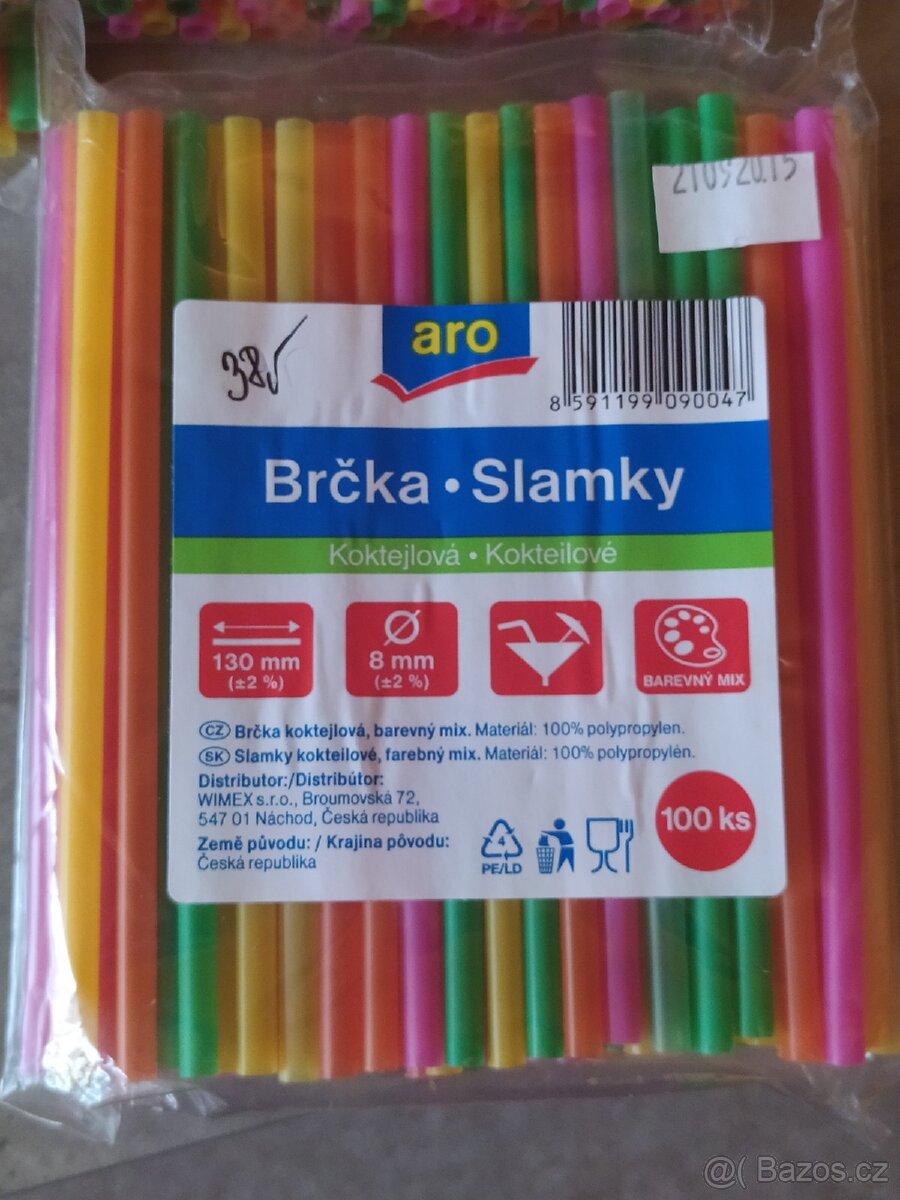 21092015
38√
aro
8 591199 090047
Brčka • Slamky
Koktejlová • Kokteilové
130 mm
(±2 %)
8 mm
(±2 %)
BAREVNÝ MIX
CZ Brčka koktejlová, barevný mix. Materiál: 100% polypropylen.
SK Slamky kokteilové, farebný mix. Materiál: 100% polypropylén.
Distributor:/Distribútor:
WIMEX s.r.o., Broumovská 72,
547 01 Náchod, Česká republika
Země původu: / Krajina pôvodu:
Česká republika
4
PE/LD
100 ks
@( Bazos.cz